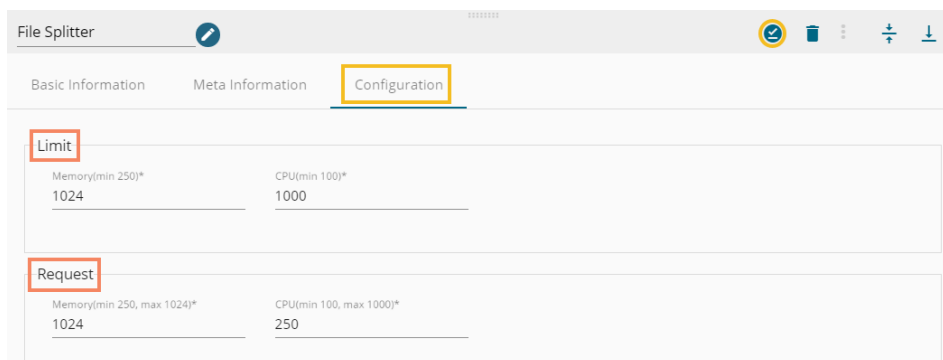 File Splitter
Basic Information Meta Information Configuration
Limit
Memory(min 250)* CPU(min 100)*
1024 1000
Request
Memory(min 250, max 1024)* CPU(min 100, max 1000)*
1024 250